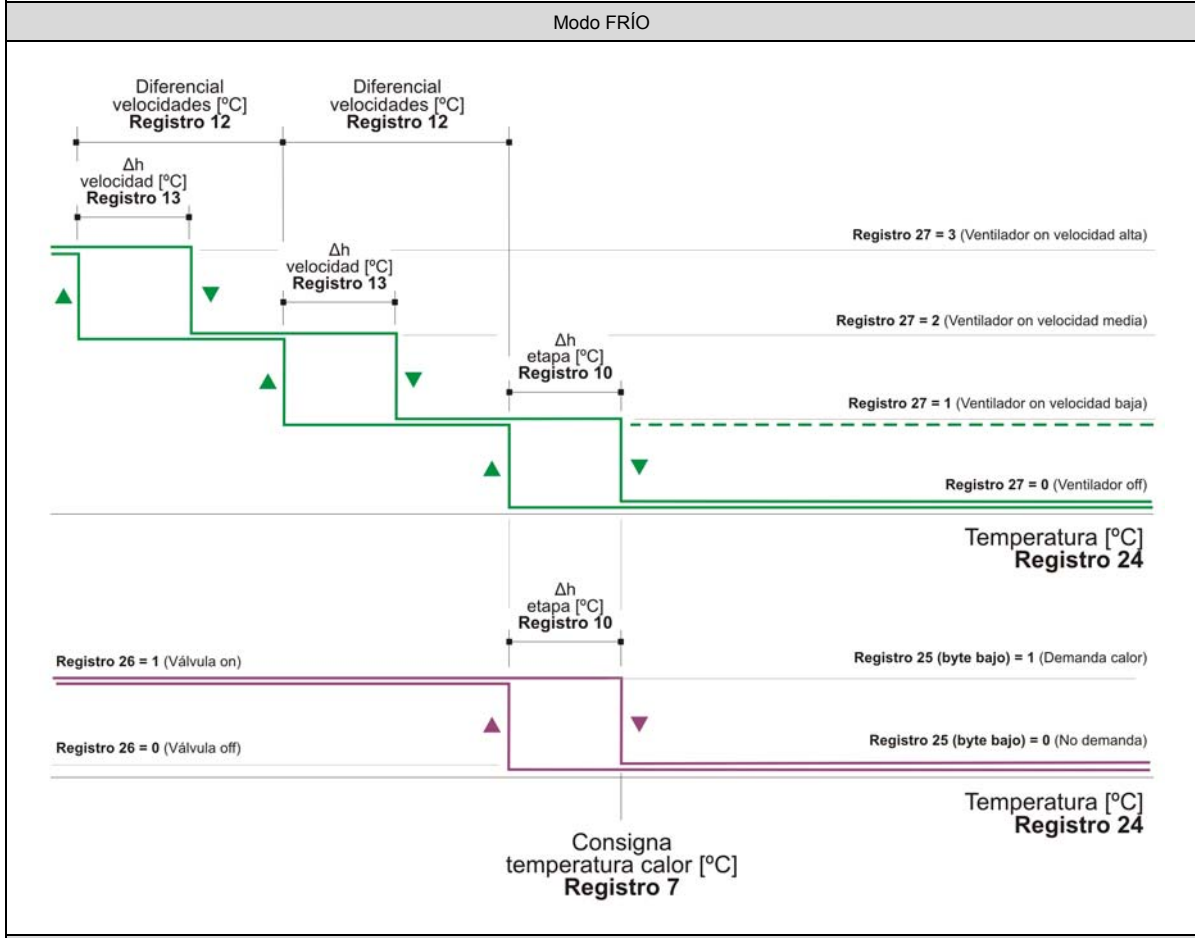 Modo FRÍO
Diferencial
velocidades [ºC]
Registro 12
Diferencial
velocidades [ºC]
Registro 12
Δh
velocidad [ºC]
Registro 13
Δh
velocidad [ºC]
Registro 13
Δh
etapa [ºC]
Registro 10
Registro 27 = 3 (Ventilador on velocidad alta)
Registro 27 = 2 (Ventilador on velocidad media)
Registro 27 = 1 (Ventilador on velocidad baja)
Registro 27 = 0 (Ventilador off)
Temperatura [ºC]
Registro 24
Δh
etapa [ºC]
Registro 10
Registro 26 = 1 (Válvula on)
Registro 25 (byte bajo) = 1 (Demanda calor)
Registro 26 = 0 (Válvula off)
Registro 25 (byte bajo) = 0 (No demanda)
Temperatura [ºC]
Registro 24
Consigna
temperatura calor [ºC]
Registro 7